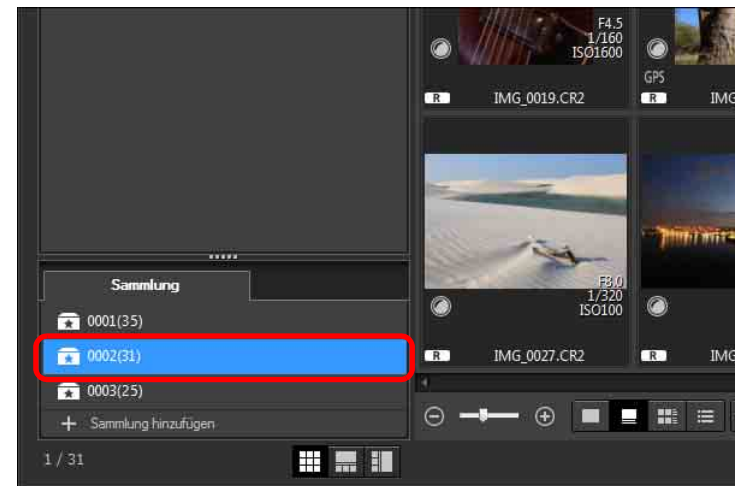 F4.5
1/160
ISO1600
GPS
R IMG_0019.CR2
R IMG
F8.0
1/320
ISO100
R IMG_0027.CR2
R IMG
Sammlung
0001(35)
0002(31)
0003(25)
+ Sammlung hinzufügen
1 / 31